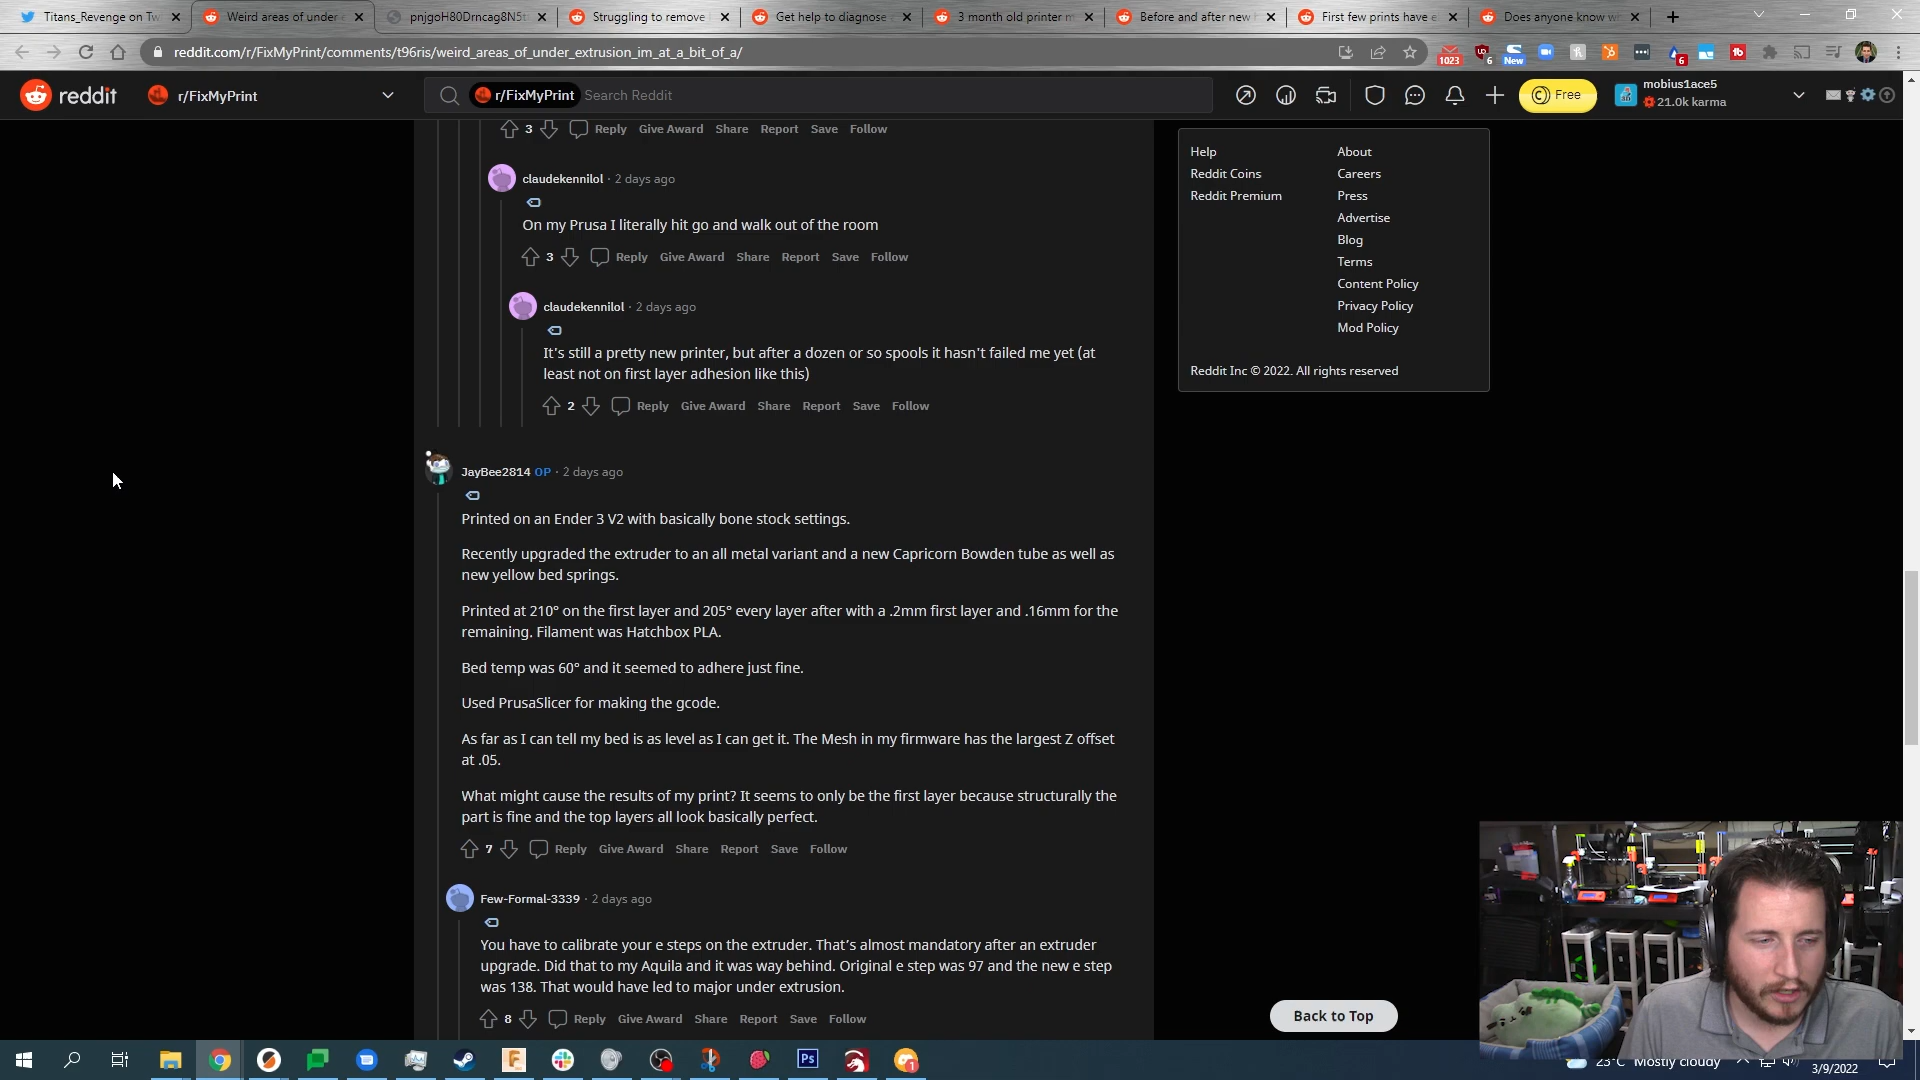 Titans_Revenge on Tw
Weird areas of under
pnjgoH80Drncag8N5t
Struggling to remove
Get help to diagnose
3 month old printer
Before and after new
First few prints have
Does anyone know
reddit.com/r/FixMyPrint/comments/t96ris/weird_areas_of_under_extrusion_im_at_a_bit_of_a/
1023
6
New
6
reddit
r/FixMyPrint
r/FixMyPrint
Search Reddit
Free
mobius1ace5
21.0k karma
3 Reply Give Award Share Report Save Follow
claudekennilol · 2 days ago
On my Prusa I literally hit go and walk out of the room
3 Reply Give Award Share Report Save Follow
claudekennilol · 2 days ago
It's still a pretty new printer, but after a dozen or so spools it hasn't failed me yet (at
least not on first layer adhesion like this)
2 Reply Give Award Share Report Save Follow
JayBee2814 OP · 2 days ago
Printed on an Ender 3 V2 with basically bone stock settings.
Recently upgraded the extruder to an all metal variant and a new Capricorn Bowden tube as well as
new yellow bed springs.
Printed at 210° on the first layer and 205° every layer after with a .2mm first layer and .16mm for the
remaining. Filament was Hatchbox PLA.
Bed temp was 60° and it seemed to adhere just fine.
Used PrusaSlicer for making the gcode.
As far as I can tell my bed is as level as I can get it. The Mesh in my firmware has the largest Z offset
at .05.
What might cause the results of my print? It seems to only be the first layer because structurally the
part is fine and the top layers all look basically perfect.
7 Reply Give Award Share Report Save Follow
Few-Formal-3339 · 2 days ago
You have to calibrate your e steps on the extruder. That's almost mandatory after an extruder
upgrade. Did that to my Aquila and it was way behind. Original e step was 97 and the new e step
was 138. That would have led to major under extrusion.
8 Reply Give Award Share Report Save Follow
Help
Reddit Coins
Reddit Premium
About
Careers
Press
Advertise
Blog
Terms
Content Policy
Privacy Policy
Mod Policy
Reddit Inc © 2022. All rights reserved
Back to Top
Ps
1
23°C Mostly cloudy
3/9/2022